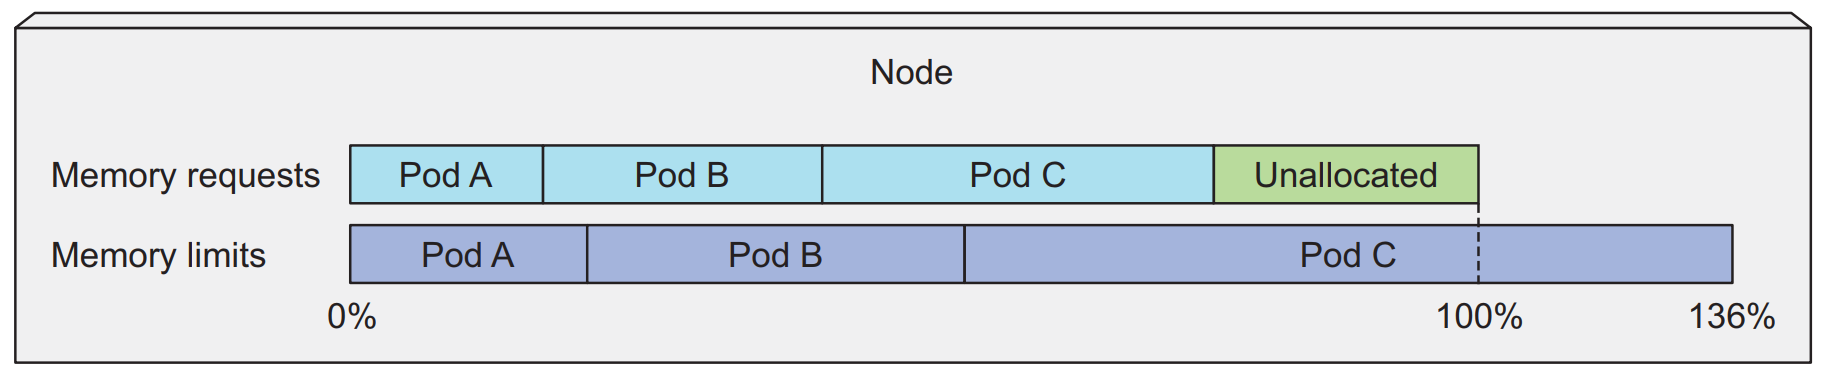 Node
Memory requests Pod A Pod B Pod C Unallocated
Memory limits Pod A Pod B Pod C
0% 100% 136%